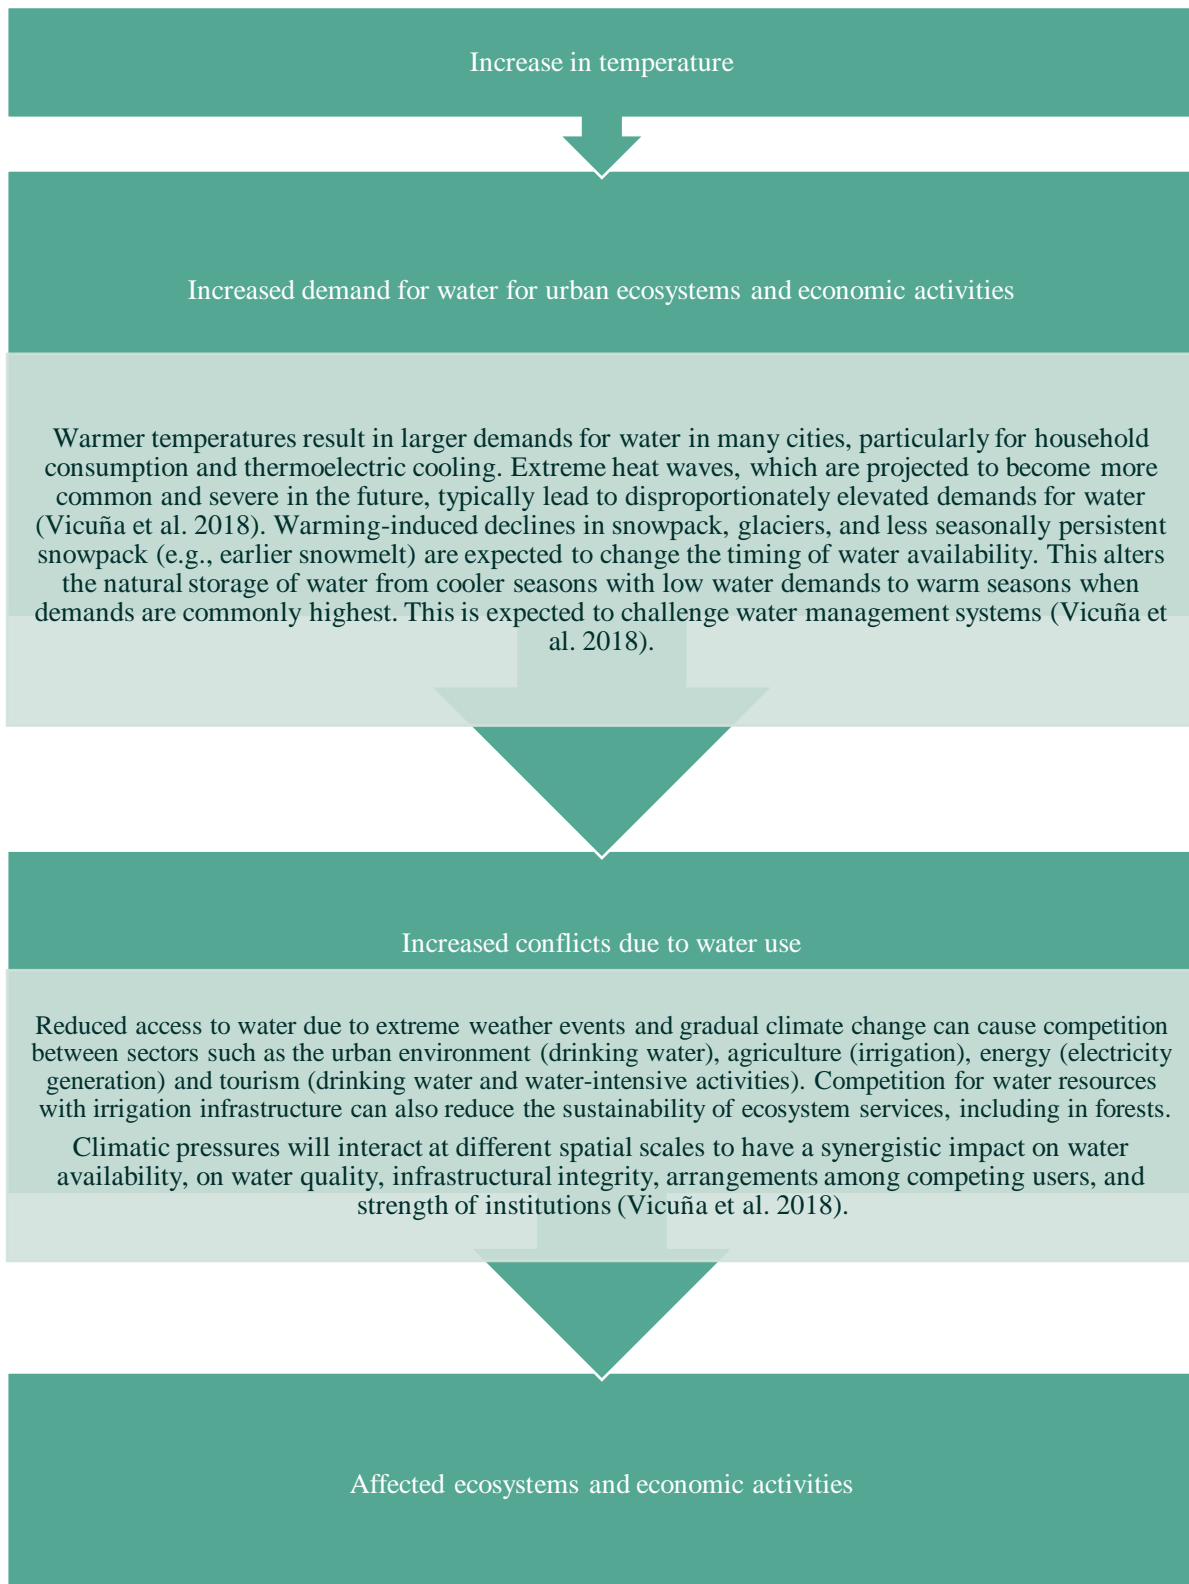 Increase in temperature
Increased demand for water for urban ecosystems and economic activities
Warmer temperatures result in larger demands for water in many cities, particularly for household
consumption and thermoelectric cooling. Extreme heat waves, which are projected to become more
common and severe in the future, typically lead to disproportionately elevated demands for water
(Vicuña et al. 2018). Warming-induced declines in snowpack, glaciers, and less seasonally persistent
snowpack (e.g., earlier snowmelt) are expected to change the timing of water availability. This alters
the natural storage of water from cooler seasons with low water demands to warm seasons when
demands are commonly highest. This is expected to challenge water management systems (Vicuña et
al. 2018).
Increased conflicts due to water use
Reduced access to water due to extreme weather events and gradual climate change can cause competition
between sectors such as the urban environment (drinking water), agriculture (irrigation), energy (electricity
generation) and tourism (drinking water and water-intensive activities). Competition for water resources
with irrigation infrastructure can also reduce the sustainability of ecosystem services, including in forests.
Climatic pressures will interact at different spatial scales to have a synergistic impact on water
availability, on water quality, infrastructural integrity, arrangements among competing users, and
strength of institutions (Vicuña et al. 2018).
Affected ecosystems and economic activities